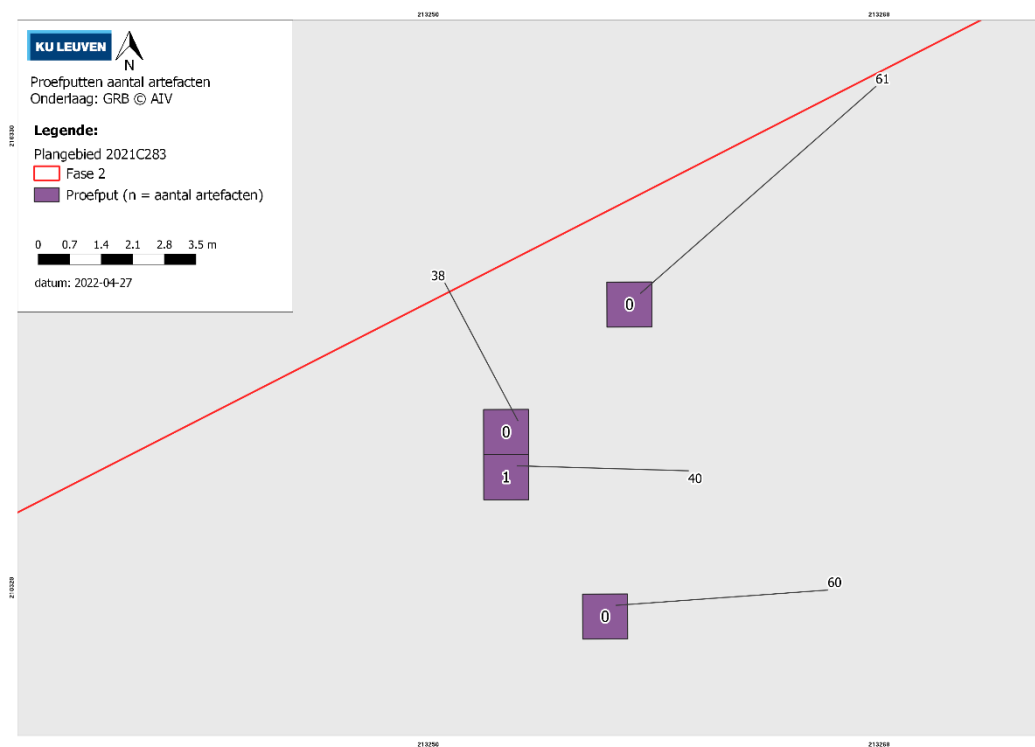 213250
213260
KU LEUVEN
N
Proefputten aantal artefacten
Onderlaag: GRB © AIV
Legende:
Plangebied 2021C283
Fase 2
Proefput (n = aantal artefacten)
0 0.7 1.4 2.1 2.8 3.5 m
datum: 2022-04-27
61
210330
38
0
0
1
40
210320
60
0
213250
213260